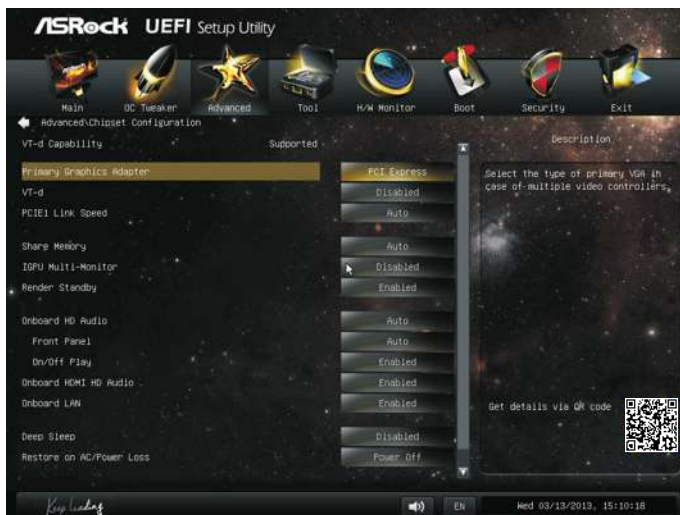 ASRock UEFI Setup Utility
Main OC Tweaker Advanced Tool H/W Monitor Boot Security Exit
Advanced\Chipset Configuration
Description
VT-d Capability Supported
Primary Graphics Adapter PCI Express
Select the type of primary VGA in
case of multiple video controllers.
VT-d Disabled
PCIE1 Link Speed Auto
Share Memory Auto
IGPU Multi-Monitor Disabled
Render Standby Enabled
Onboard HD Audio Auto
Front Panel Auto
On/Off Play Enabled
Onboard HDMI HD Audio Enabled
Onboard LAN Enabled
Get details via QR code
Deep Sleep Disabled
Restore on AC/Power Loss Power Off
Keep Leading
EN
Wed 03/13/2013, 15:10:18